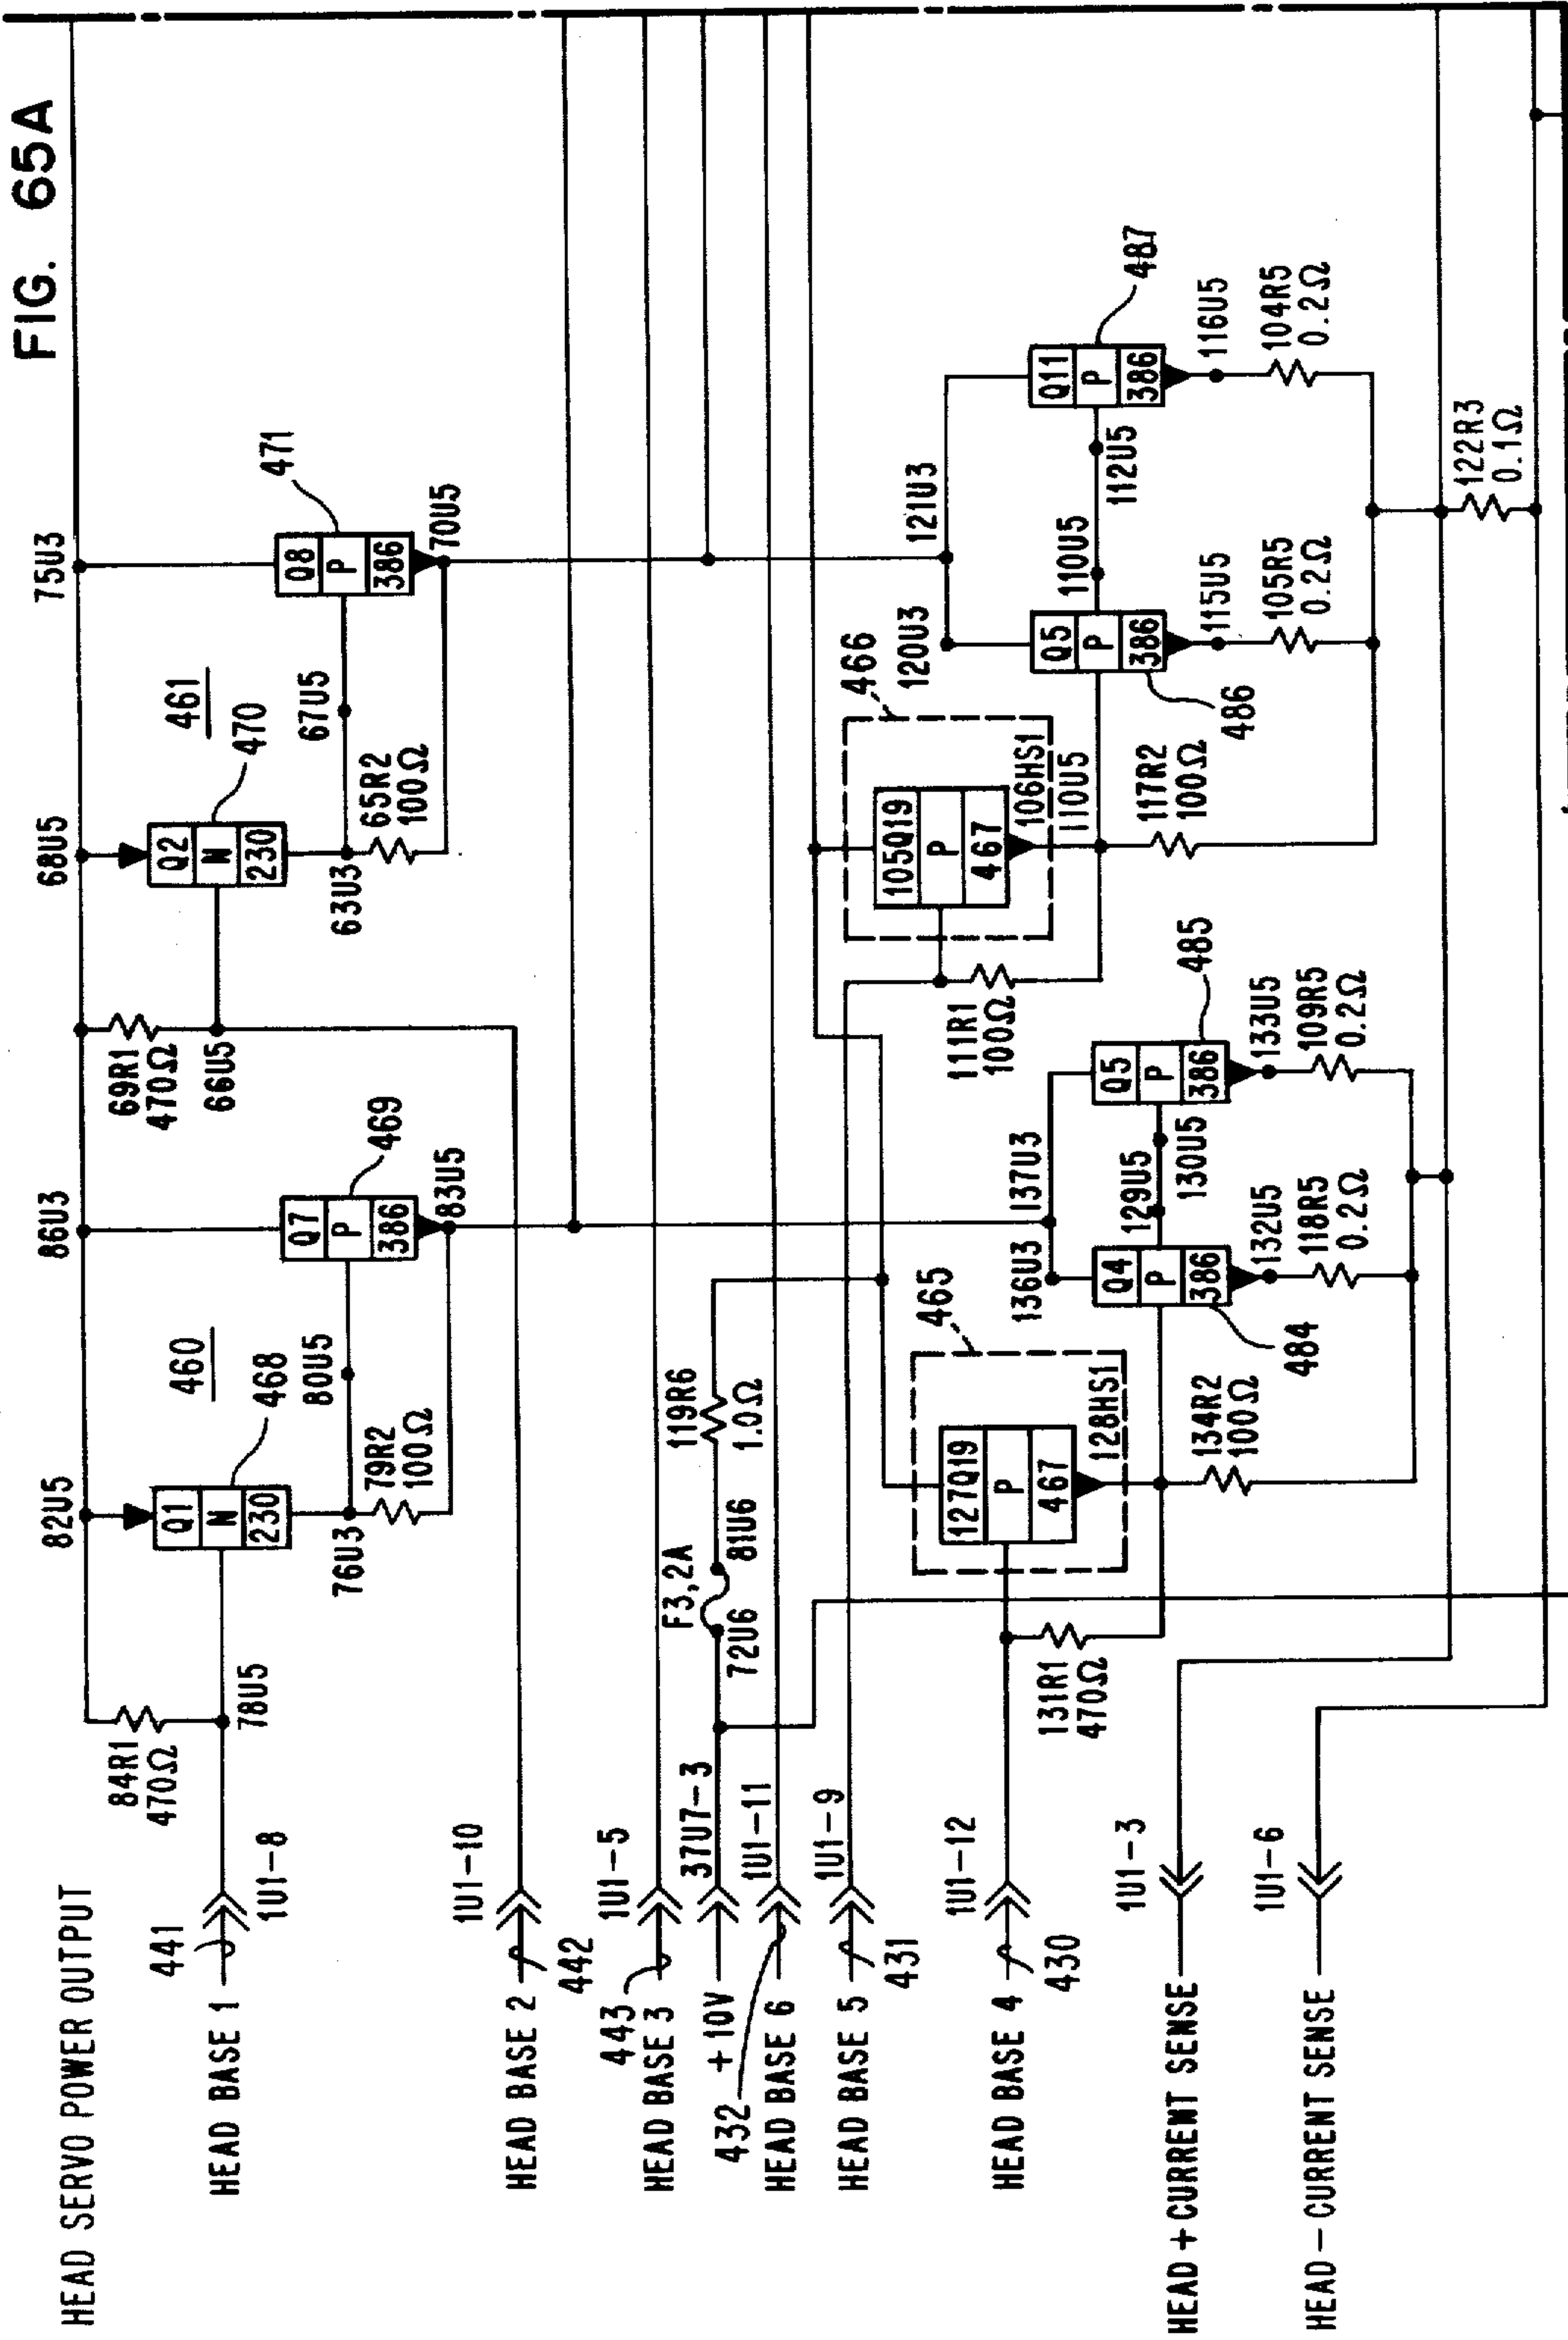 FIG. 65A
HEAD SERVO POWER OUTPUT
82U5
86U3
68U5
75U3
84R1
470Ω
69R1
470Ω
460
461
468
469
470
471
Q1
N
230
Q7
P
386
Q2
N
230
Q8
P
386
441
HEAD BASE 1
1U1-8
78U5
76U3
79R2
100Ω
80U5
83U5
66U5
63U3
65R2
100Ω
67U5
70U5
1U1-10
HEAD BASE 2
442
1U1-5
443
HEAD BASE 3
37U7-3
+10V
F3,2A
72U6
81U6
119R6
1.0Ω
1U1-11
432
HEAD BASE 6
1U1-9
HEAD BASE 5
431
1U1-12
HEAD BASE 4
430
131R1
470Ω
465
127Q19
P
467
128HS1
134R2
100Ω
136U3
137U3
Q4
P
386
484
129U5
130U5
Q5
P
386
485
132U5
118R5
0.2Ω
133U5
109R5
0.2Ω
111R1
100Ω
466
105Q19
P
467
106HS1
110U5
117R2
100Ω
120U3
121U3
Q5
P
386
486
110U5
112U5
Q11
P
386
487
115U5
105R5
0.2Ω
116U5
104R5
0.2Ω
122R3
0.1Ω
1U1-3
HEAD + CURRENT SENSE
1U1-6
HEAD - CURRENT SENSE